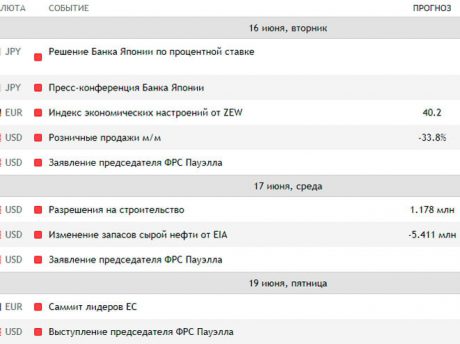 АЛЮТА СОБЫТИЕ ПРОГНОЗ
16 июня, вторник
JPY Решение Банка Японии по процентной ставке
JPY Пресс-конференция Банка Японии
EUR Индекс экономических настроений от ZEW 40.2
USD Розничные продажи м/м -33.8%
USD Заявление председателя ФРС Пауэлла
17 июня, среда
USD Разрешения на строительство 1.178 млн
USD Изменение запасов сырой нефти от EIA -5.411 млн
USD Заявление председателя ФРС Пауэлла
19 июня, пятница
EUR Саммит лидеров ЕС
USD Выступление председателя ФРС Пауэлла